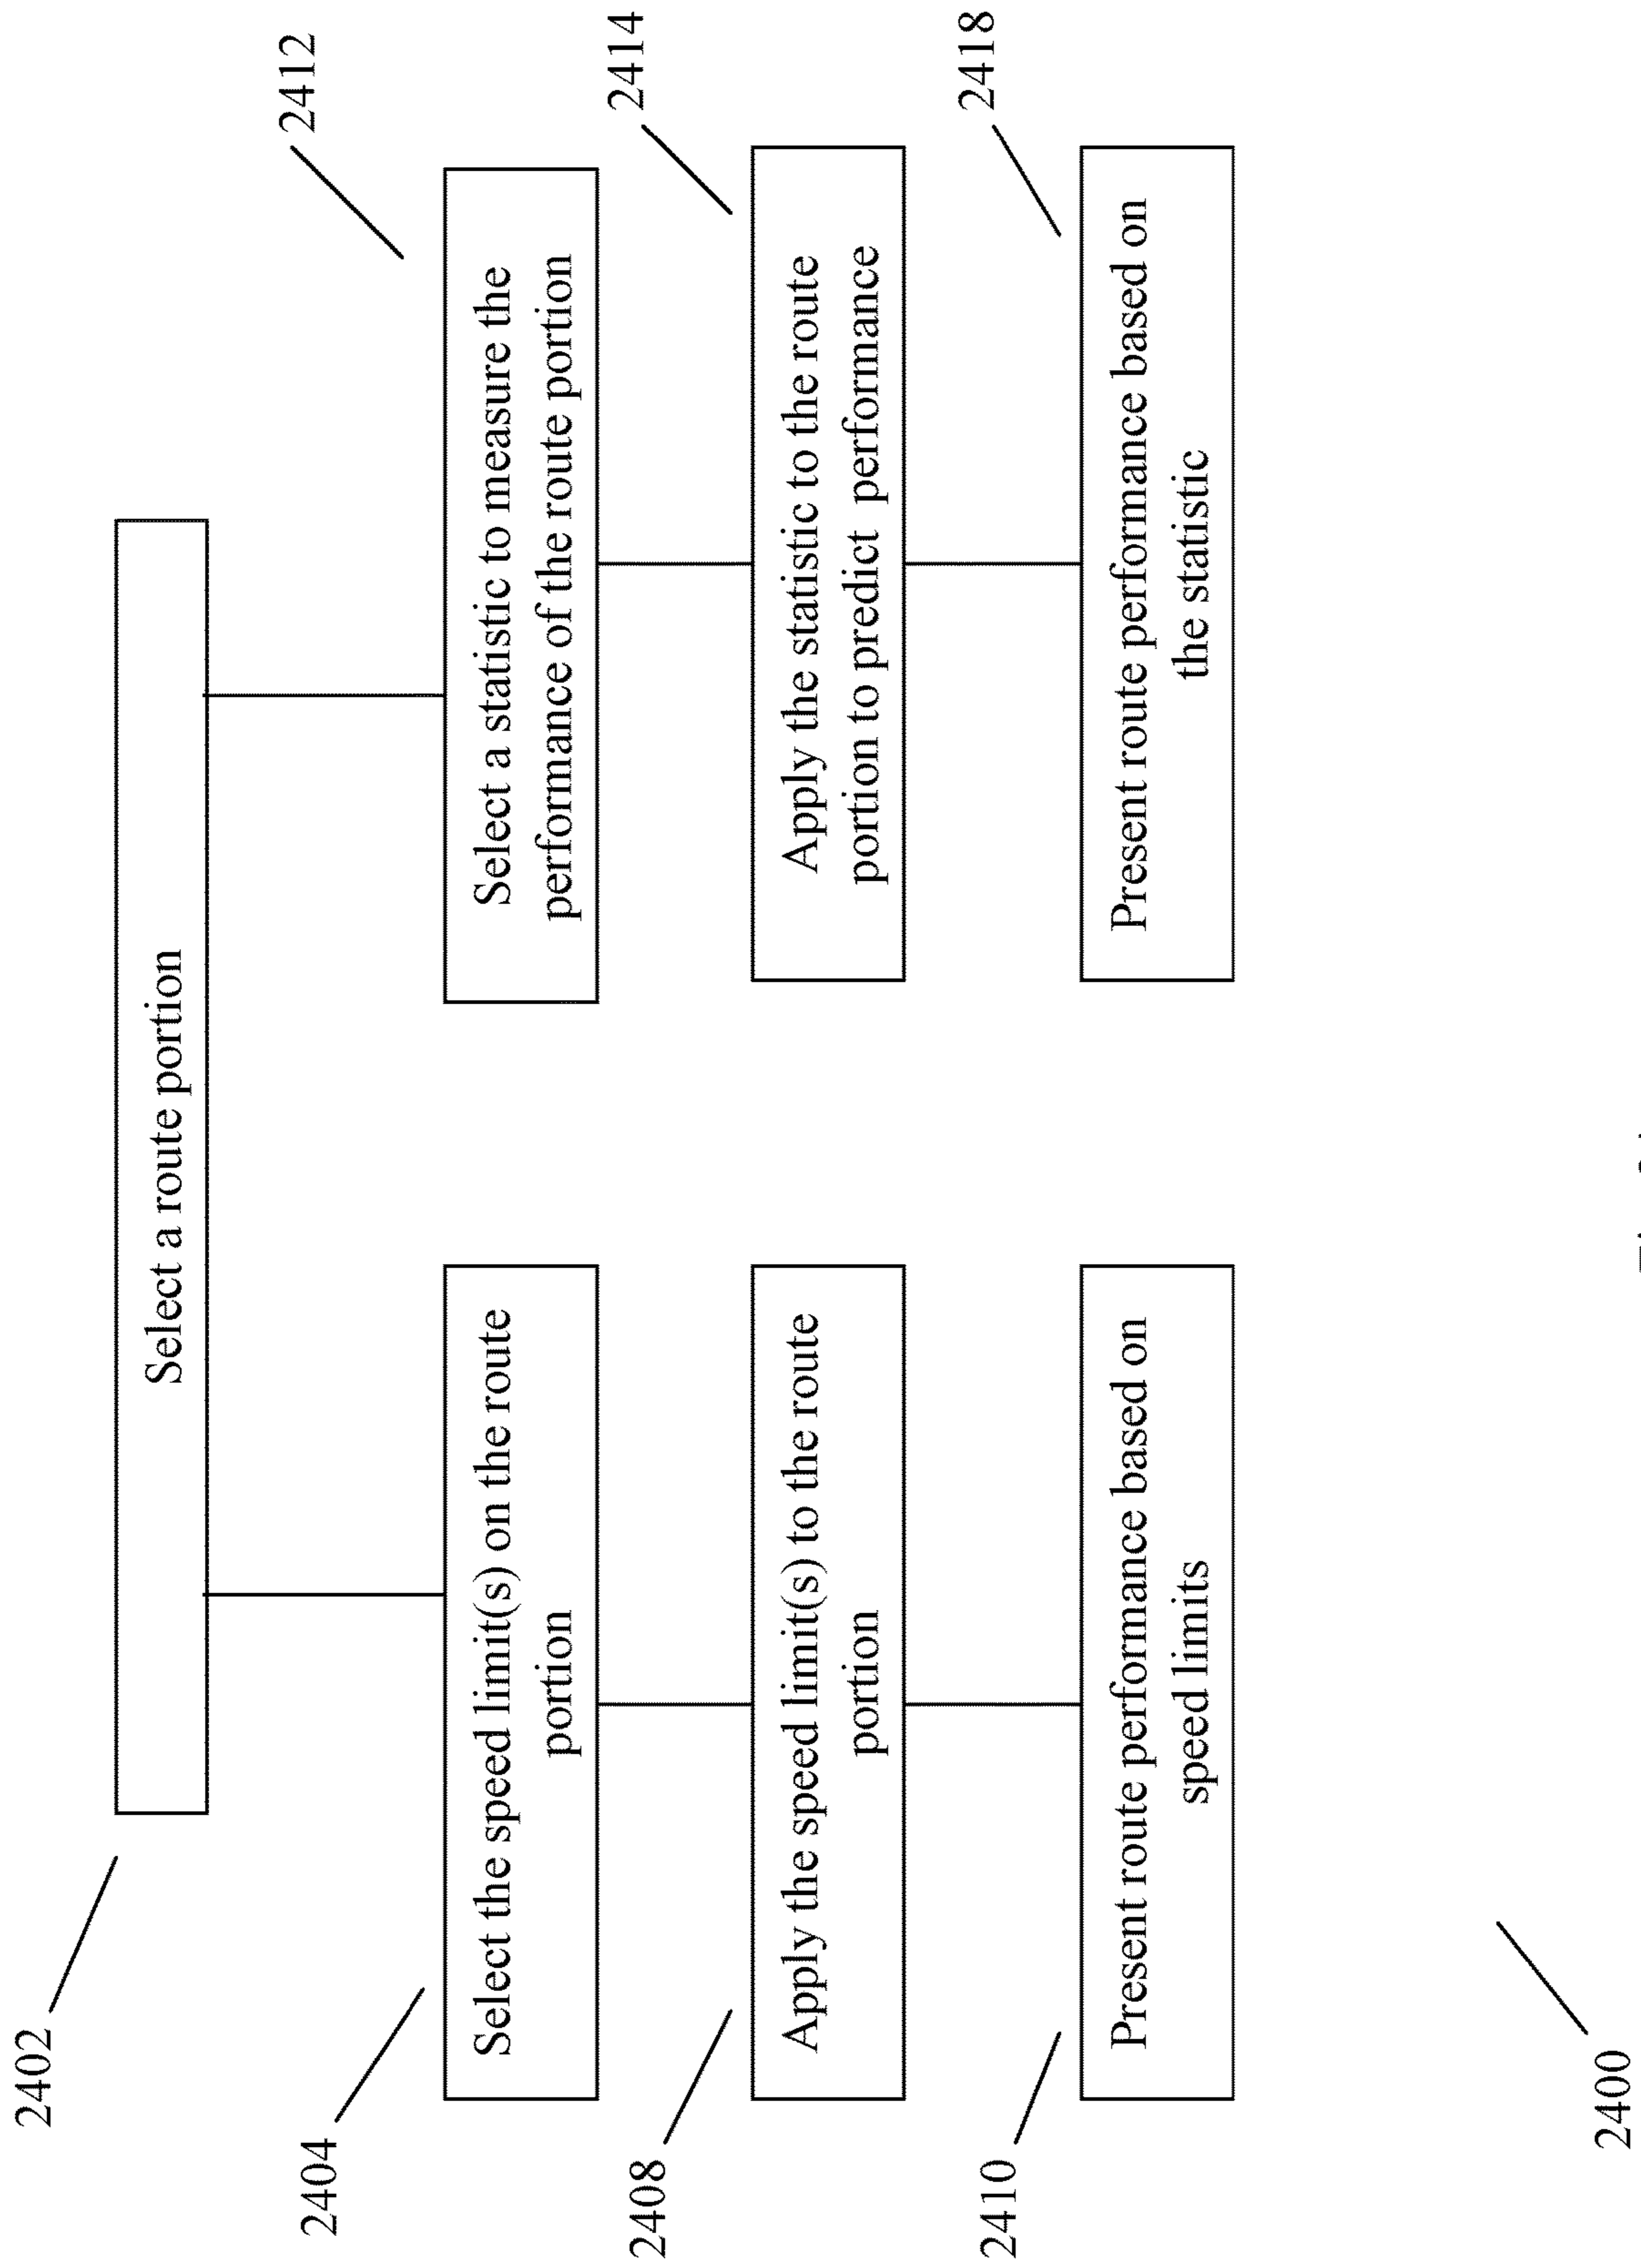 2402
Select a route portion
2404
Select the speed limit(s) on the route
portion
2408
Apply the speed limit(s) to the route
portion
2410
Present route performance based on
speed limits
2412
Select a statistic to measure the
performance of the route portion
2414
Apply the statistic to the route
portion to predict performance
2418
Present route performance based on
the statistic
2400